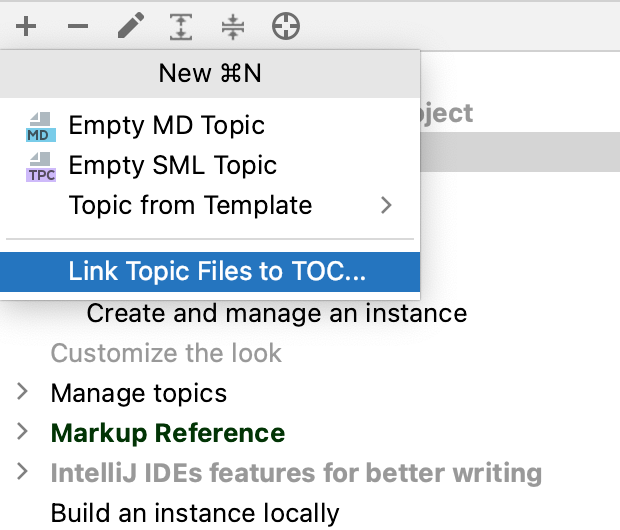 New ⌘N
MD Empty MD Topic
TPC Empty SML Topic
Topic from Template
Link Topic Files to TOC...
Create and manage an instance
Customize the look
Manage topics
Markup Reference
IntelliJ IDEs features for better writing
Build an instance locally